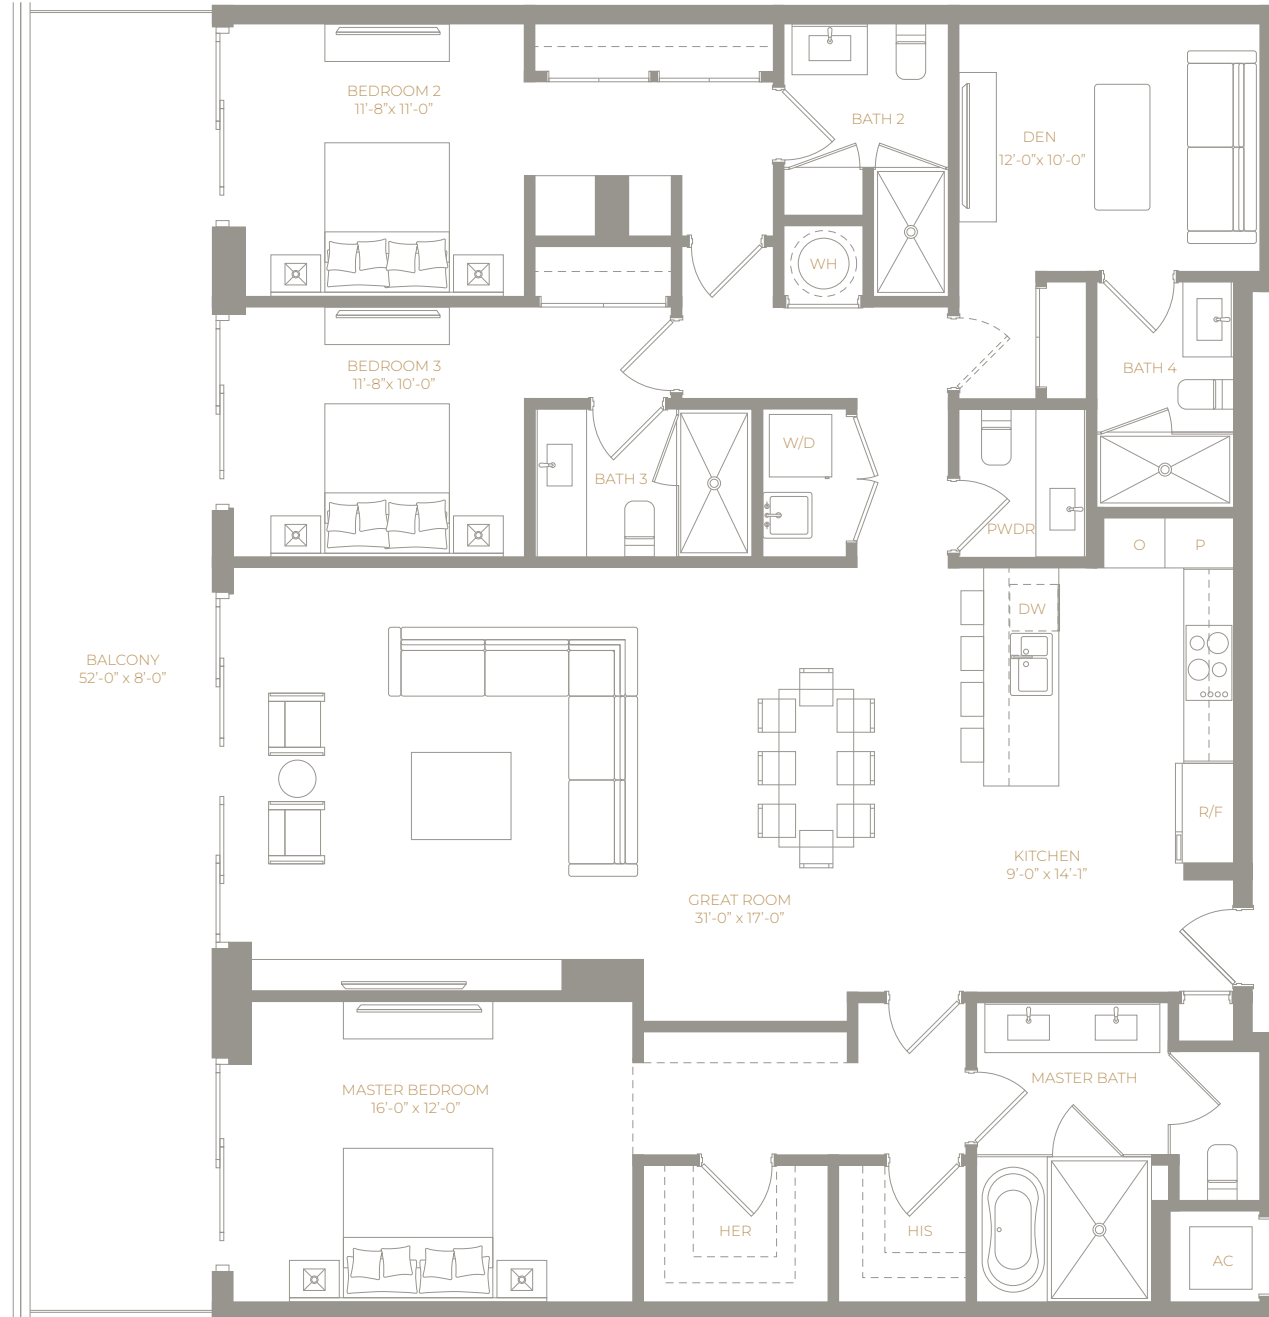 BEDROOM 2
11'-8"x 11'-0"
BATH 2
DEN
12'-0"x 10'-0"
WH
BEDROOM 3
11'-8"x 10'-0"
BATH 4
W/D
BATH 3
PWDR
O
P
DW
BALCONY
52'-0" x 8'-0"
R/F
KITCHEN
9'-0" x 14'-1"
GREAT ROOM
31'-0" x 17'-0"
MASTER BEDROOM
16'-0" x 12'-0"
MASTER BATH
HER
HIS
AC